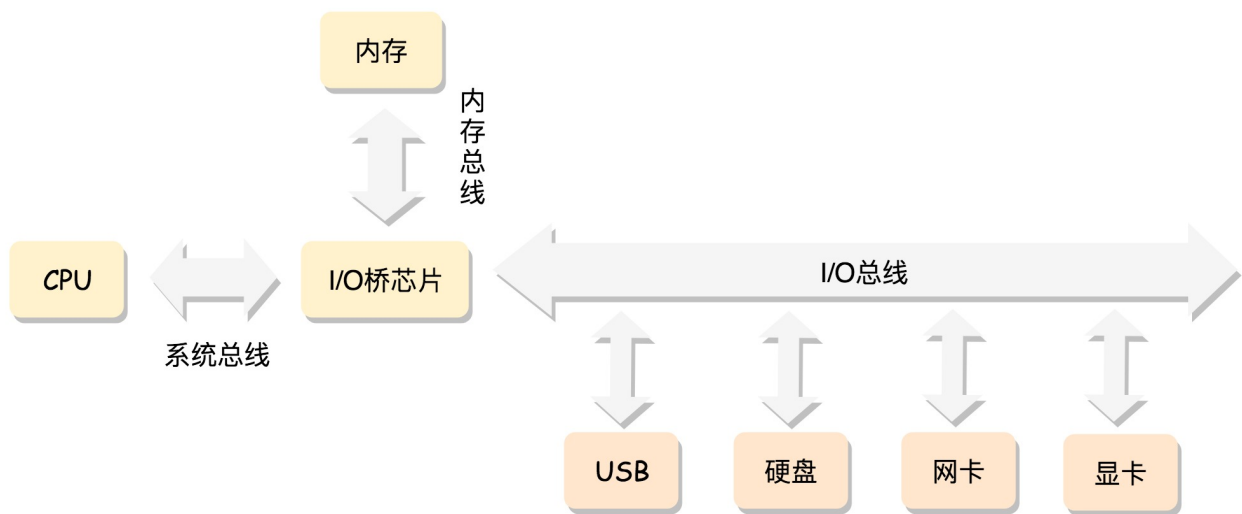 内存
内存总线
CPU
I/O桥芯片
I/O总线
系统总线
USB
硬盘
网卡
显卡